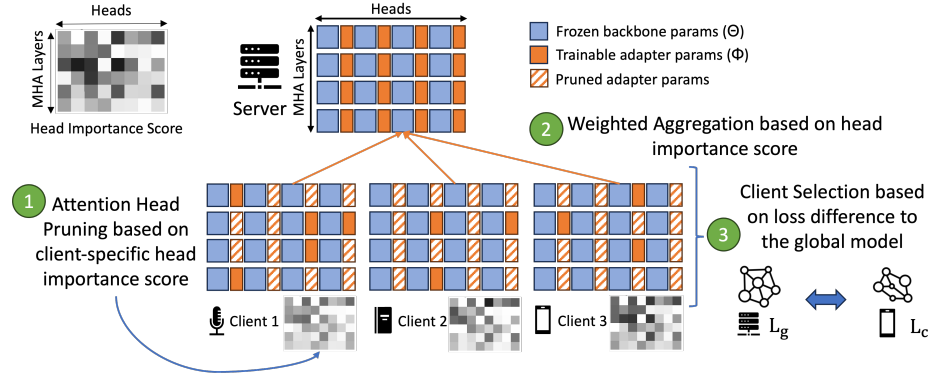 Heads
MHA Layers
Head Importance Score
Server
Heads
MHA Layers
Frozen backbone params (Θ)
Trainable adapter params (Φ)
Pruned adapter params
2
Weighted Aggregation based on head
importance score
1
Attention Head
Pruning based on
client-specific head
importance score
3
Client Selection based
on loss difference to
the global model
Client 1
Client 2
Client 3
Lg
Lc